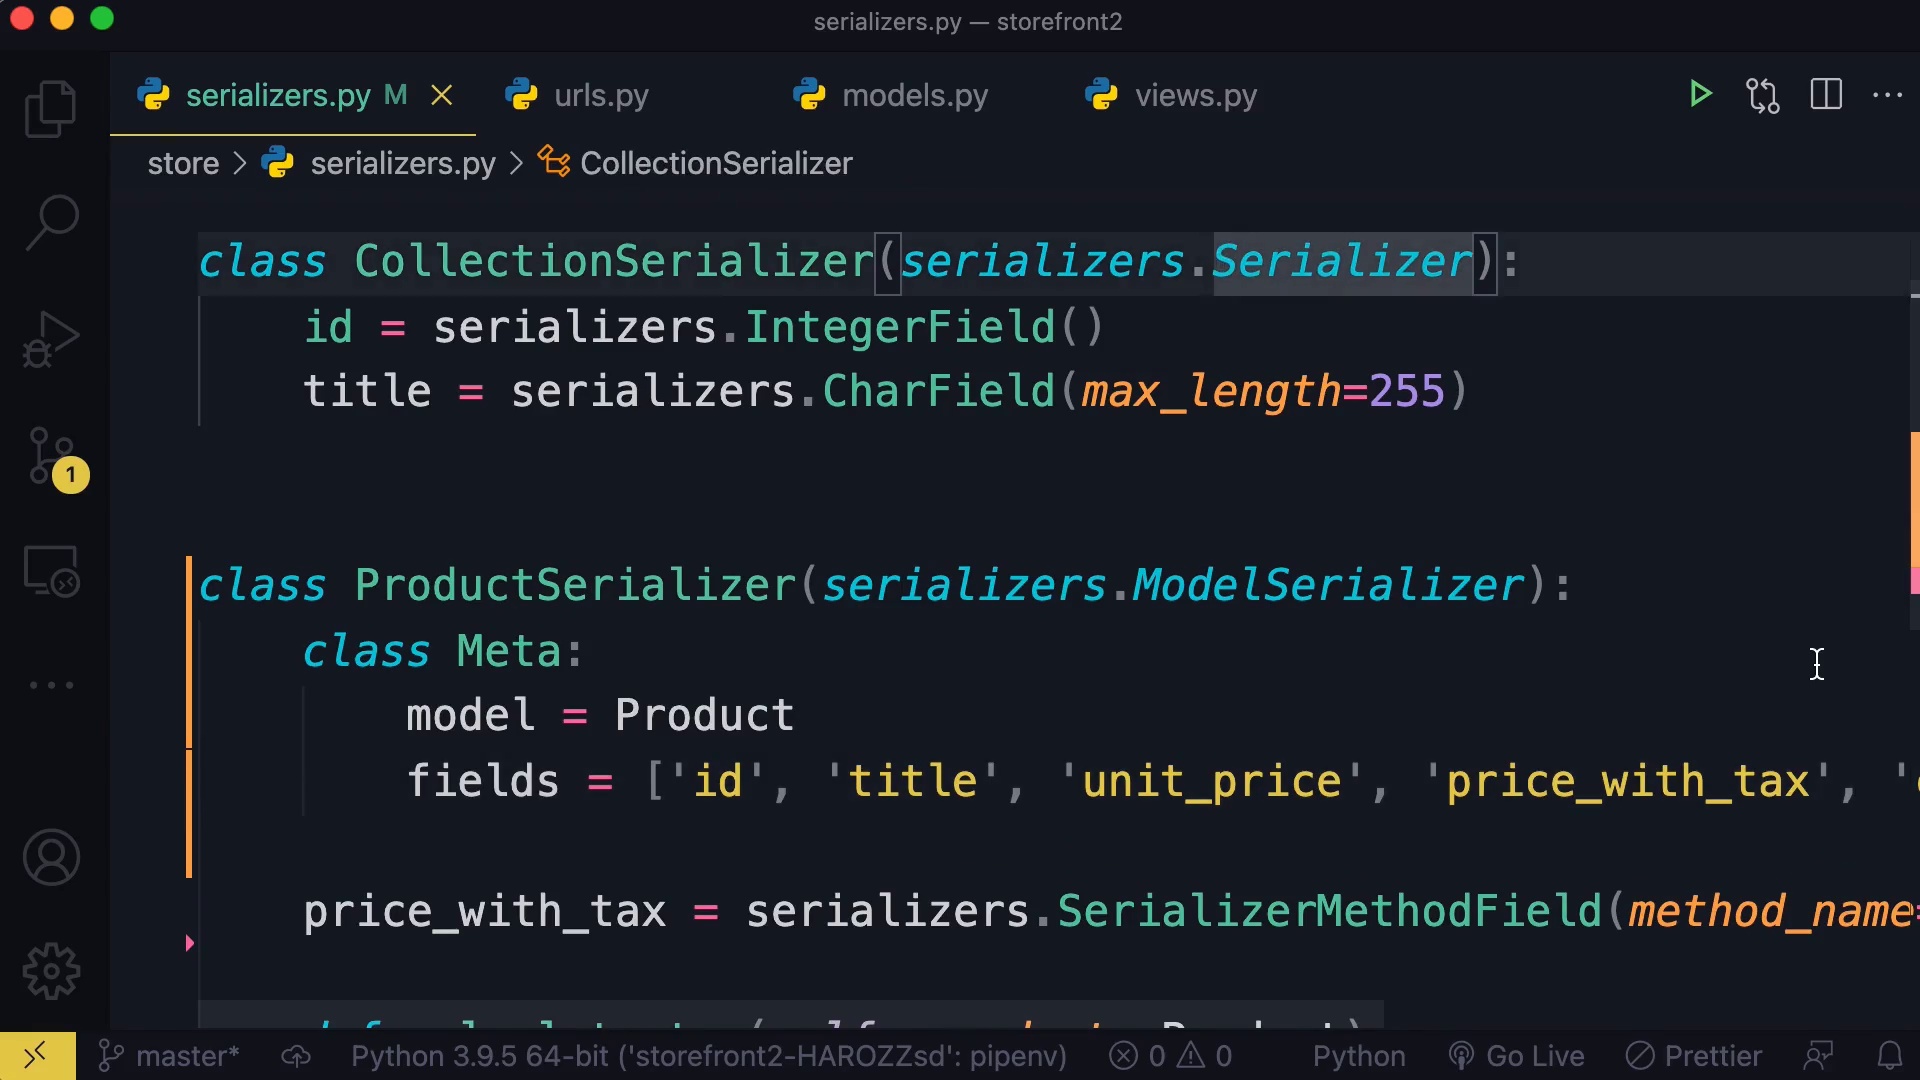 serializers.py — storefront2
serializers.py M urls.py models.py views.py
store > serializers.py > CollectionSerializer
class CollectionSerializer(serializers.Serializer):
id = serializers.IntegerField()
title = serializers.CharField(max_length=255)
class ProductSerializer(serializers.ModelSerializer):
class Meta:
model = Product
fields = ['id', 'title', 'unit_price', 'price_with_tax', '
price_with_tax = serializers.SerializerMethodField(method_name=
1
master* Python 3.9.5 64-bit ('storefront2-HAROZZsd': pipenv) 0 0 Python Go Live Prettier